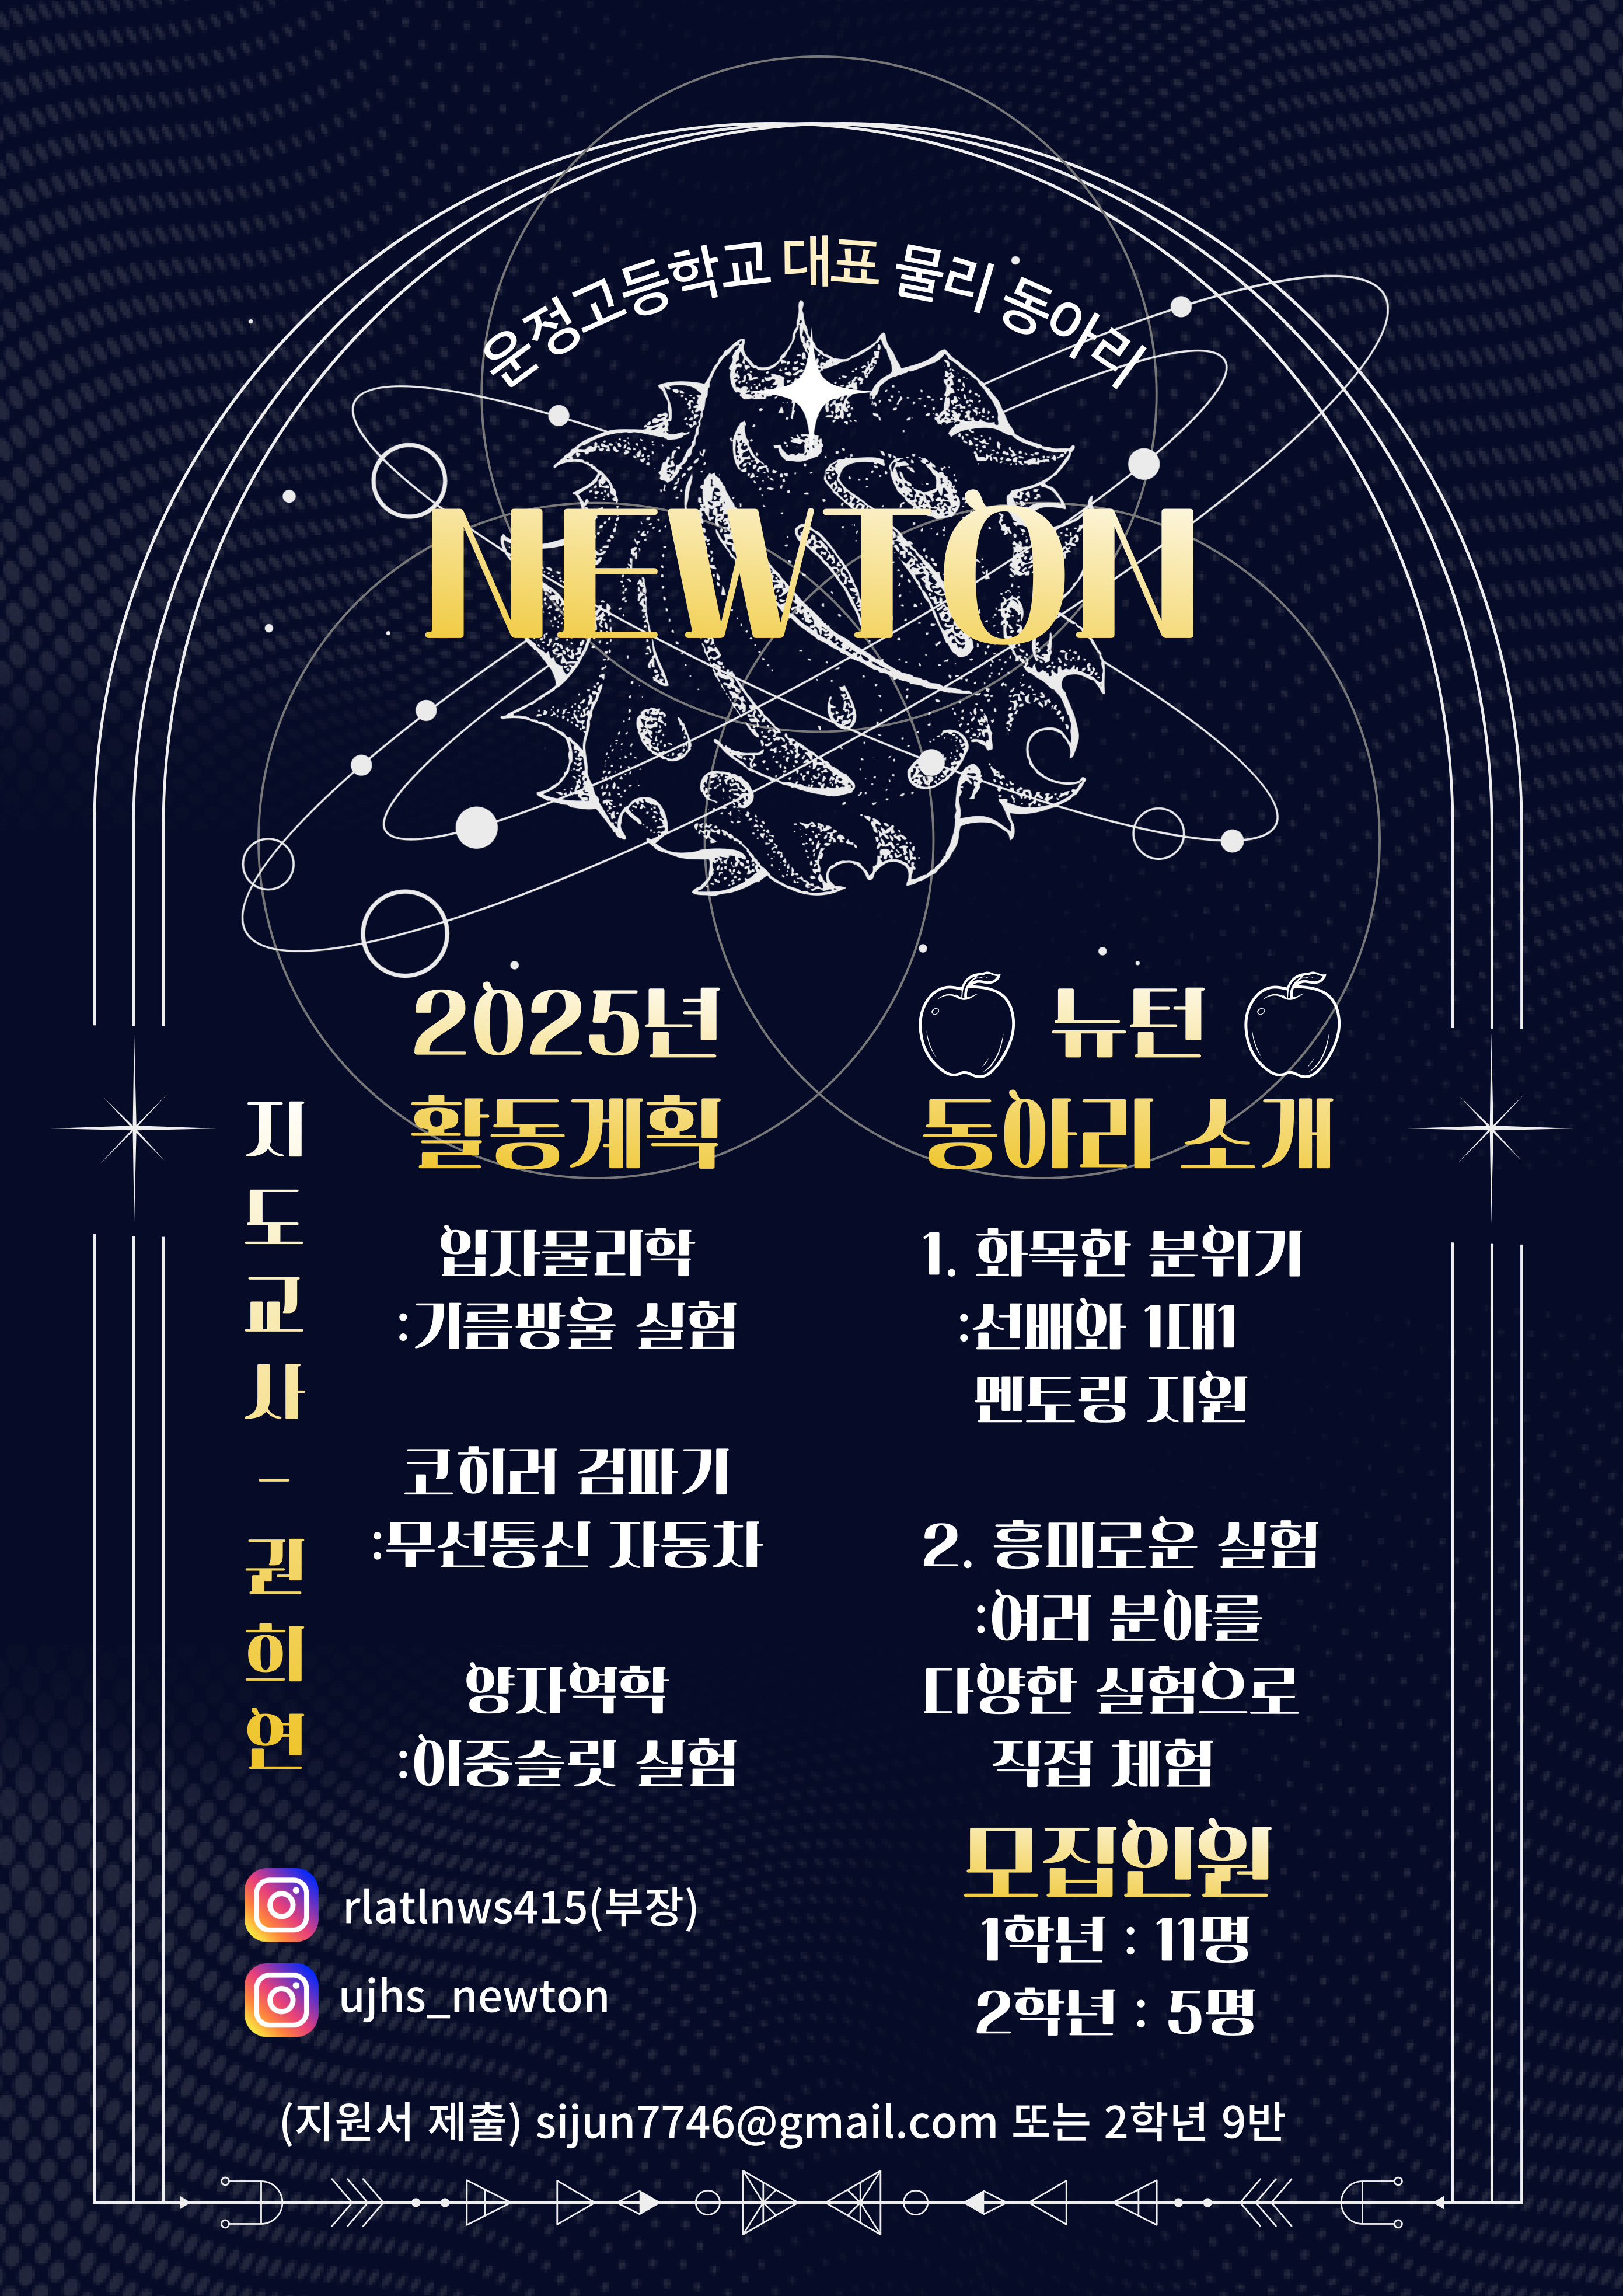 운정고등학교 대표 물리 동아리
NEWTON
지도교사 - 권희현
2025년
활동계획
입자물리학
:기름방울 실험
코히러 검파기
:무선통신 자동차
양자역학
:이중슬릿 실험
뉴턴
동아리 소개
1. 화목한 분위기
:선배와 1대1
멘토링 지원
2. 흥미로운 실험
:여러 분야를
다양한 실험으로
직접 체험
모집인원
1학년 : 11명
2학년 : 5명
rlatlnws415(부장)
ujhs_newton
(지원서 제출) sijun7746@gmail.com 또는 2학년 9반